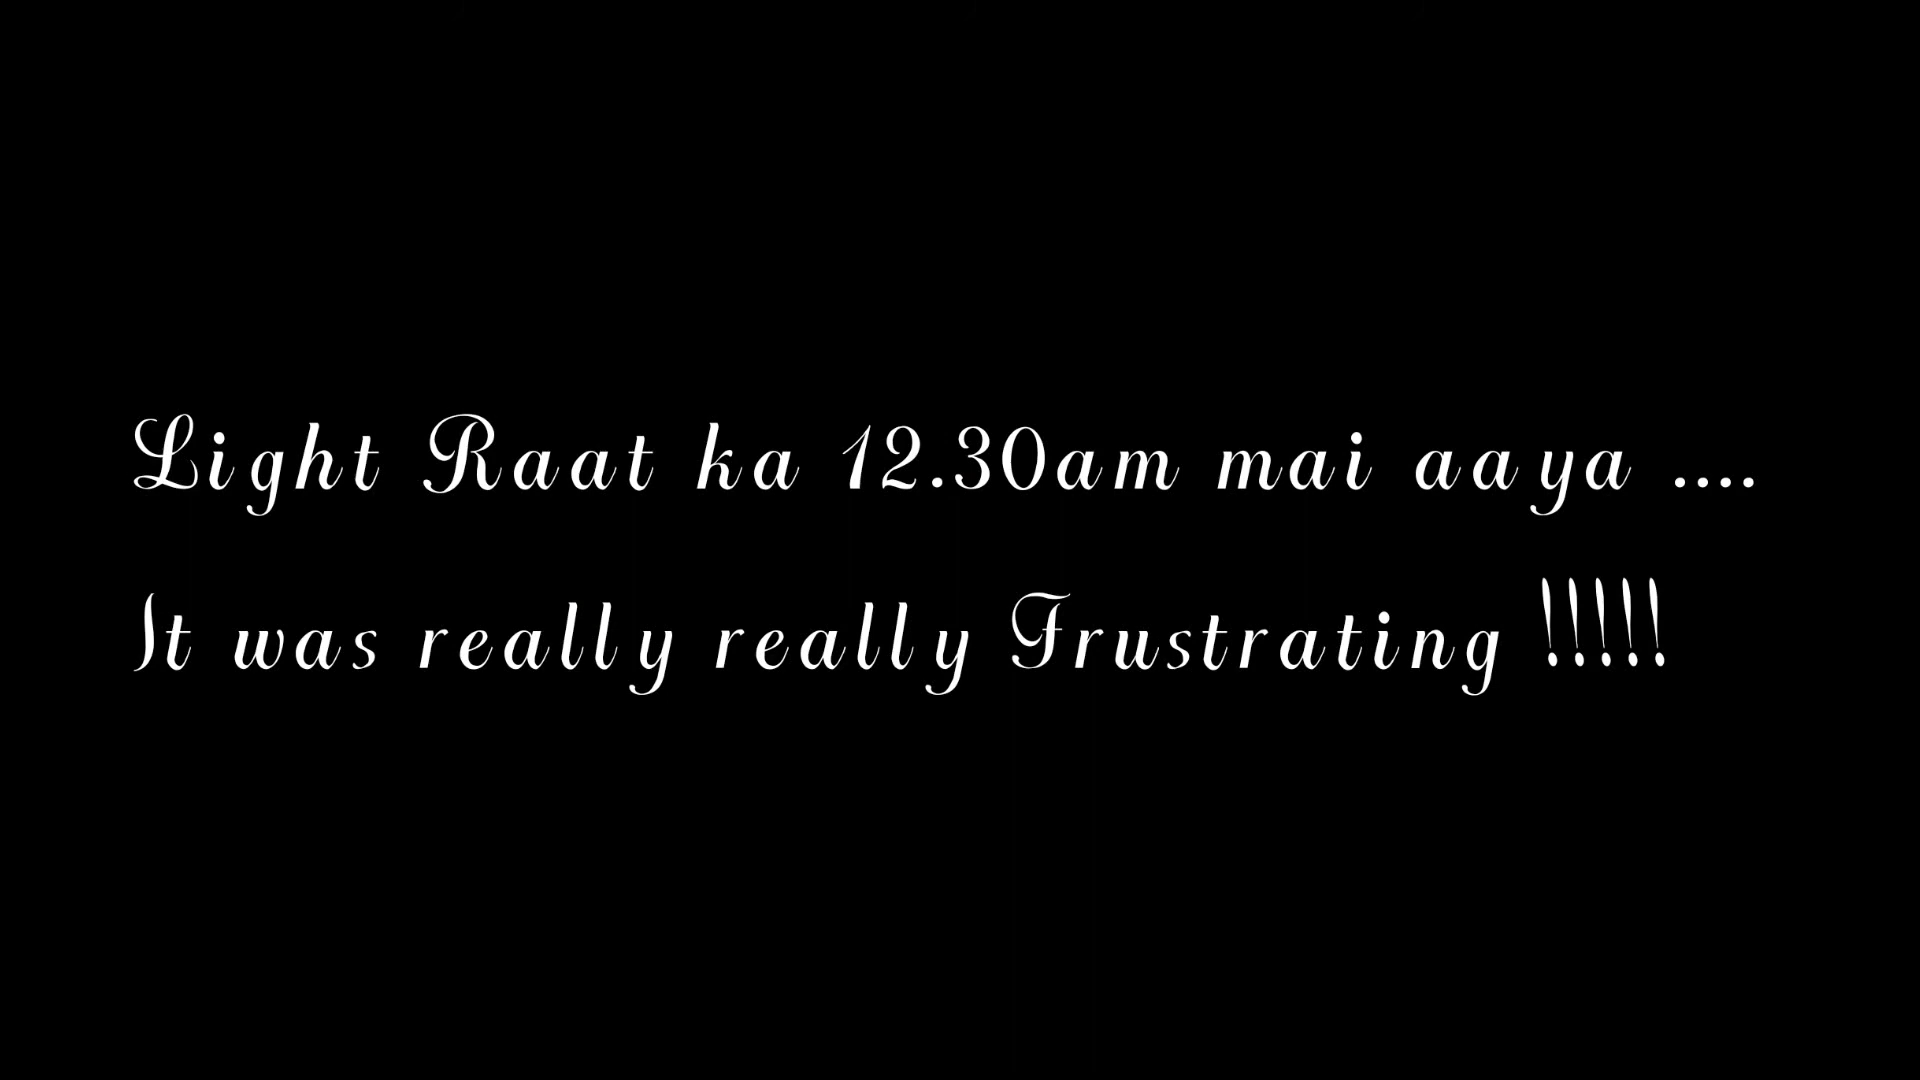 Light Raat ka 12.30am mai aaya ....
It was really really Frustrating !!!!!